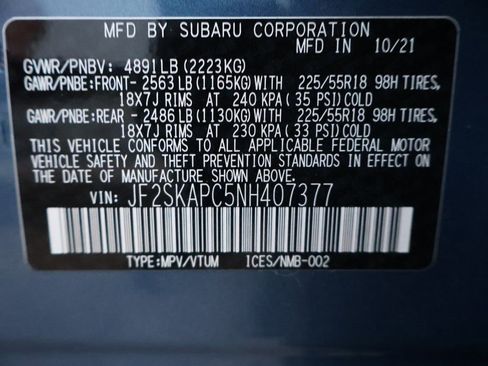 MFD BY SUBARU CORPORATION
MFD. IN 10/21
GVWR/PNBV: 4891LB(2223KG)
GAWR/PNBE:FRONT-2563LB(1165KG)WITH 225/55R18 98H TIRES,
18X7J RIMS AT 240 KPA(35 PSI)COLD
GAWR/PNBE:REAR -2486LB(1130KG)WITH 225/55R18 98H TIRES,
18X7J RIMS AT 230 KPA(33 PSI)COLD
THIS VEHICLE CONFORMS TO ALL APPLICABLE FEDERAL MOTOR
VEHICLE SAFETY AND THEFT PREVENTION STANDARDS IN EFFECT ON
THE DATE OF MANUFACTURE SHOWN ABOVE.
VIN: JF2SKAPC5NH407377
TYPE:MPV/VTUM ICES/NMB-002